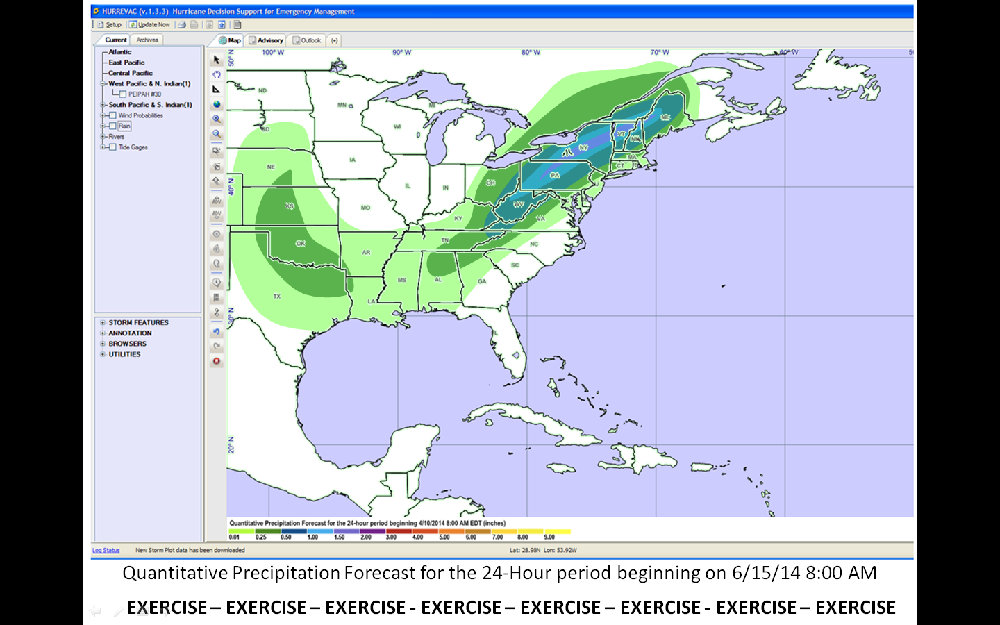 HURREVAC (v.1.3.3) Hurricane Decision Support for Emergency Management
Setup Update Now
Current Archives
Map Advisory Outlook (+)
Atlantic
East Pacific
Central Pacific
West Pacific & N. Indian(1)
PEIPAH #30
South Pacific & S. Indian(1)
Wind Probabilities
Rain
Rivers
Tide Gages
STORM FEATURES
ANNOTATION
BROWSERS
UTILITIES
100° W 90° W 80° W 70° W 60° W
50° N
40° N
30° N
20° N
ND
MN
MI
SD
WI
ME
VT
NH
NY
MA
CT
NE
IA
IL
IN
OH
PA
KS
MO
KY
WV
VA
OK
AR
TN
NC
SC
TX
LA
MS
AL
GA
FL
Quantitative Precipitation Forecast for the 24-hour period beginning 4/10/2014 8:00 AM EDT (inches)
0.01 0.25 0.50 1.00 1.50 2.00 3.00 4.00 5.00 6.00 7.00 8.00 9.00
Log Status New Storm Plot data has been downloaded Lat: 28.98N Lon: 53.92W
Quantitative Precipitation Forecast for the 24-Hour period beginning on 6/15/14 8:00 AM
EXERCISE – EXERCISE – EXERCISE - EXERCISE – EXERCISE – EXERCISE - EXERCISE – EXERCISE